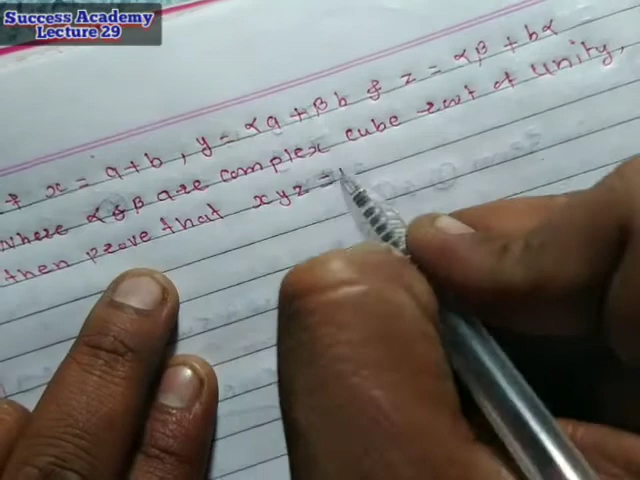 Success Academy
Lecture 29
If x = a+b, y = αa + βb & z = αβ + bα
where α & β are complex cube root of Unity,
then prove that xyz =